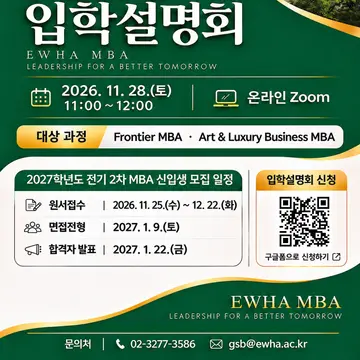 입학설명회
EWHA MBA
LEADERSHIP FOR A BETTER TOMORROW
2026. 11. 28.(토)
11:00 ~ 12:00
온라인 Zoom
대상 과정
Frontier MBA · Art & Luxury Business MBA
2027학년도 전기 2차 MBA 신입생 모집 일정
원서접수 | 2026. 11. 25.(수) ~ 12. 22.(화)
면접전형 | 2027. 1. 9.(토)
합격자 발표 | 2027. 1. 22.(금)
입학설명회 신청
구글폼으로 신청하기
EWHA MBA
LEADERSHIP FOR A BETTER TOMORROW
문의처 | 02-3277-3586 gsb@ewha.ac.kr